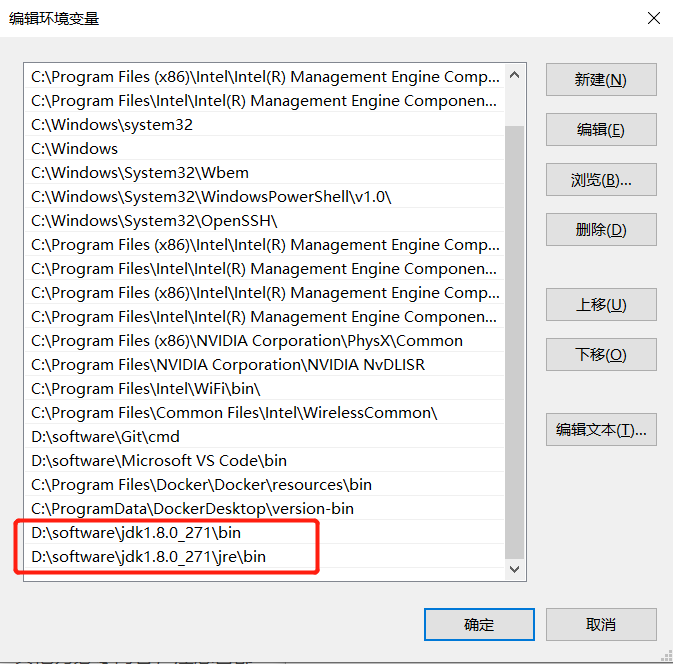 编辑环境变量
C:\Program Files (x86)\Intel\Intel(R) Management Engine Comp...
C:\Program Files\Intel\Intel(R) Management Engine Componen...
C:\Windows\system32
C:\Windows
C:\Windows\System32\Wbem
C:\Windows\System32\WindowsPowerShell\v1.0\
C:\Windows\System32\OpenSSH\
C:\Program Files (x86)\Intel\Intel(R) Management Engine Comp...
C:\Program Files\Intel\Intel(R) Management Engine Componen...
C:\Program Files (x86)\Intel\Intel(R) Management Engine Comp...
C:\Program Files\Intel\Intel(R) Management Engine Componen...
C:\Program Files (x86)\NVIDIA Corporation\PhysX\Common
C:\Program Files\NVIDIA Corporation\NVIDIA NvDLISR
C:\Program Files\Intel\WiFi\bin\
C:\Program Files\Common Files\Intel\WirelessCommon\
D:\software\Git\cmd
D:\software\Microsoft VS Code\bin
C:\Program Files\Docker\Docker\resources\bin
C:\ProgramData\DockerDesktop\version-bin
D:\software\jdk1.8.0_271\bin
D:\software\jdk1.8.0_271\jre\bin
新建(N)
编辑(E)
浏览(B)...
删除(D)
上移(U)
下移(O)
编辑文本(T)...
确定
取消